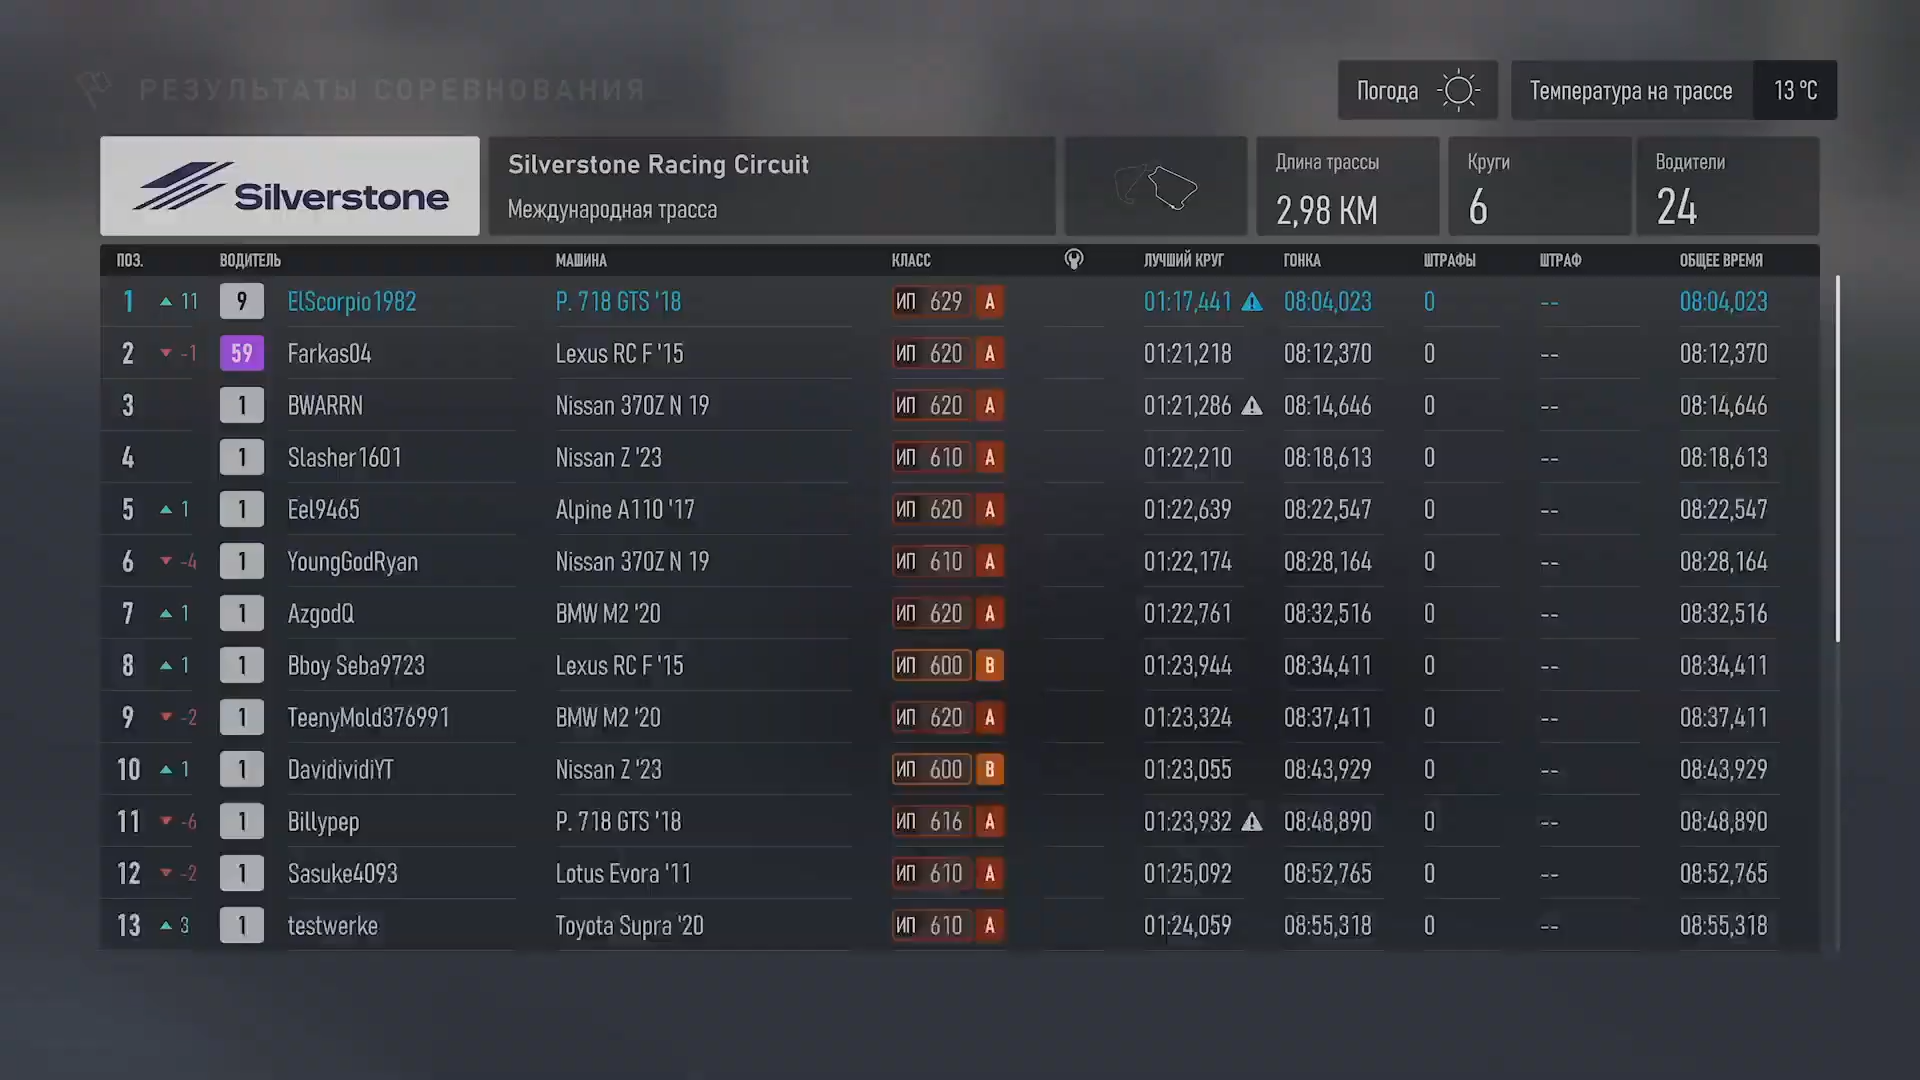 РЕЗУЛЬТАТЫ СОРЕВНОВАНИЯ
Погода
Температура на трассе 13 °C
Silverstone
Silverstone Racing Circuit
Международная трасса
Длина трассы
2,98 КМ
Круги
6
Водители
24
ПОЗ. ВОДИТЕЛЬ МАШИНА КЛАСС ЛУЧШИЙ КРУГ ГОНКА ШТРАФЫ ШТРАФ ОБЩЕЕ ВРЕМЯ
1 11 9 ElScorpio1982 P. 718 GTS '18 ИП 629 A 01:17,441 08:04,023 0 -- 08:04,023
2 -1 59 Farkas04 Lexus RC F '15 ИП 620 A 01:21,218 08:12,370 0 -- 08:12,370
3 1 BWARRN Nissan 370Z N 19 ИП 620 A 01:21,286 08:14,646 0 -- 08:14,646
4 1 Slasher1601 Nissan Z '23 ИП 610 A 01:22,210 08:18,613 0 -- 08:18,613
5 1 1 Eel9465 Alpine A110 '17 ИП 620 A 01:22,639 08:22,547 0 -- 08:22,547
6 -4 1 YoungGodRyan Nissan 370Z N 19 ИП 610 A 01:22,174 08:28,164 0 -- 08:28,164
7 1 1 AzgodQ BMW M2 '20 ИП 620 A 01:22,761 08:32,516 0 -- 08:32,516
8 1 1 Bboy Seba9723 Lexus RC F '15 ИП 600 B 01:23,944 08:34,411 0 -- 08:34,411
9 -2 1 TeenyMold376991 BMW M2 '20 ИП 620 A 01:23,324 08:37,411 0 -- 08:37,411
10 1 1 DavidividiYT Nissan Z '23 ИП 600 B 01:23,055 08:43,929 0 -- 08:43,929
11 -6 1 Billypep P. 718 GTS '18 ИП 616 A 01:23,932 08:48,890 0 -- 08:48,890
12 -2 1 Sasuke4093 Lotus Evora '11 ИП 610 A 01:25,092 08:52,765 0 -- 08:52,765
13 3 1 testwerke Toyota Supra '20 ИП 610 A 01:24,059 08:55,318 0 -- 08:55,318